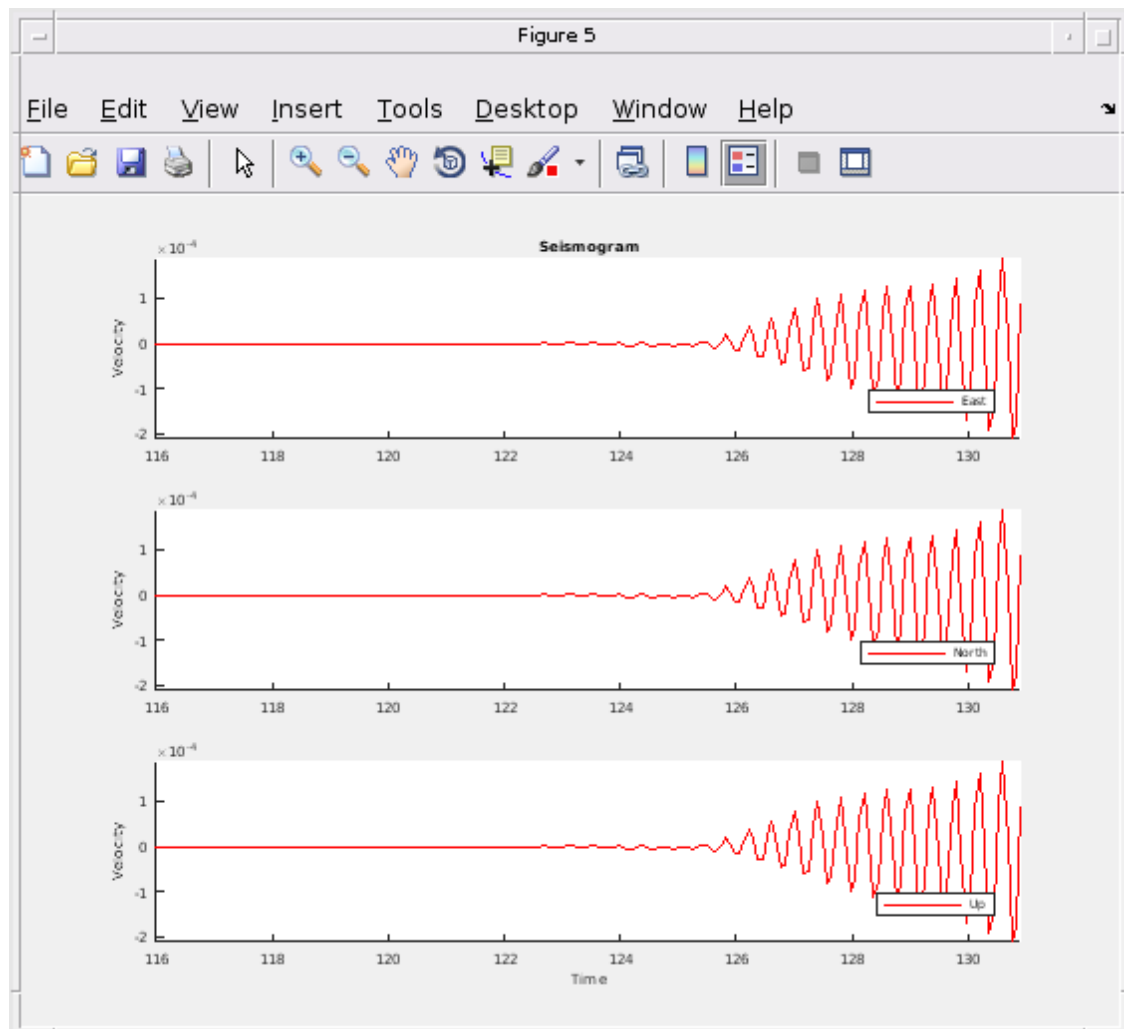 Figure 5
File Edit View Insert Tools Desktop Window Help
×10⁻⁴
Seismogram
Velocity
1
0
-1
-2
East
116 118 120 122 124 126 128 130
×10⁻⁴
Velocity
1
0
-1
-2
North
116 118 120 122 124 126 128 130
×10⁻⁴
Velocity
1
0
-1
-2
Up
116 118 120 122 124 126 128 130
Time